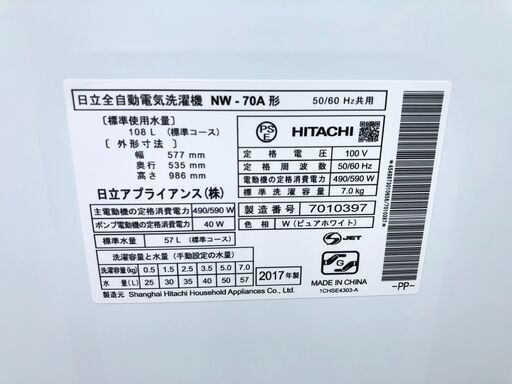 日立全自動電気洗濯機 NW-70A 形 50/60 Hz共用
〔標準使用水量〕
108 L (標準コース)
〔外形寸法〕
幅 577 mm
奥行 535 mm
高さ 986 mm
日立アプライアンス(株)
PS
E
HITACHI
定格電圧 100 V
定格周波数 50/60 Hz
電動機の定格消費電力 490/590 W
標準洗濯容量 7.0 kg
主電動機の定格消費電力 490/590 W
ポンプ電動機の定格消費電力 40 W
製造番号 7010397
標準水量 57 L (標準コース)
色相 W (ピュアホワイト)
JET
洗濯容量と水量 (手動設定の水量)
洗濯容量(kg) 0.5 1.5 2.5 3.5 5.0 7.0
水量(L) 25 30 35 40 50 57
2017年製
製造元 Shanghai Hitachi Household Appliances Co., Ltd.
MADE IN CHINA
1CHSE4303-A
-PP-